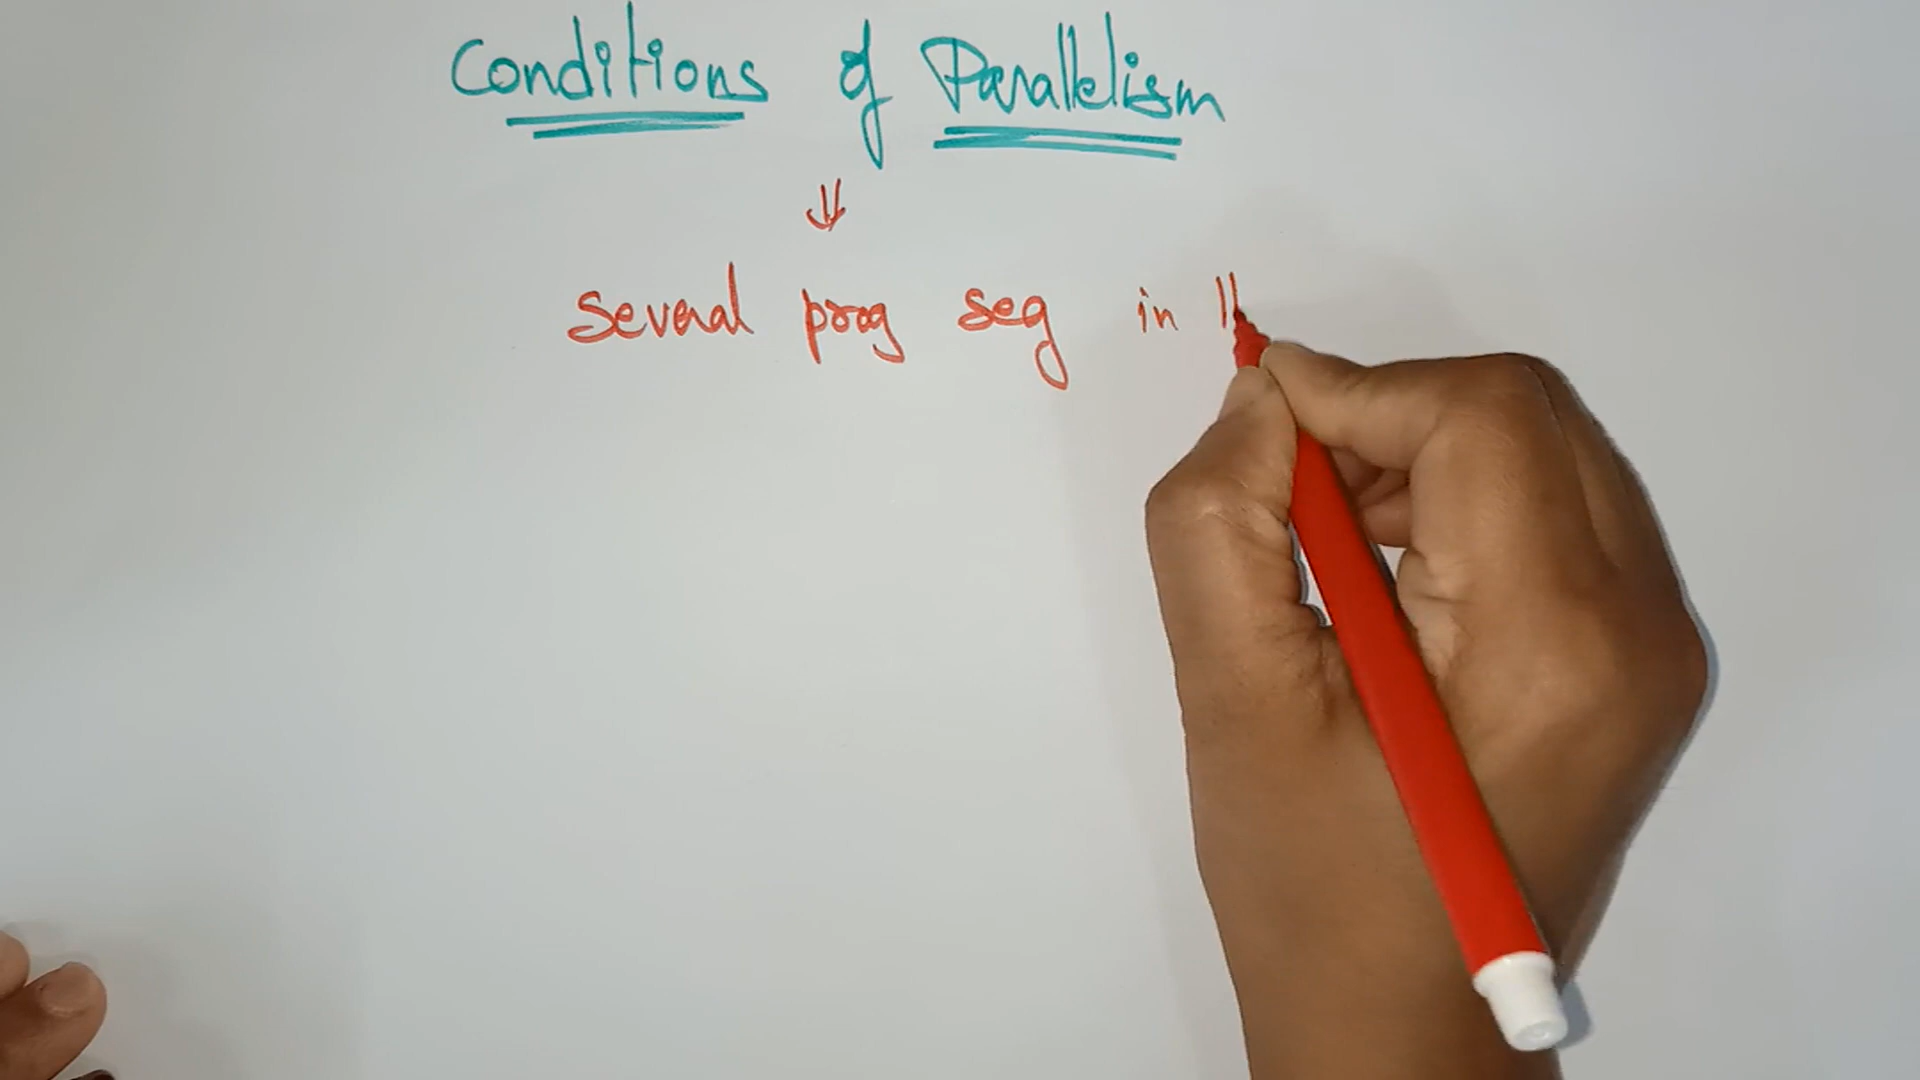 Conditions of Parallelism
several prog seg in ||